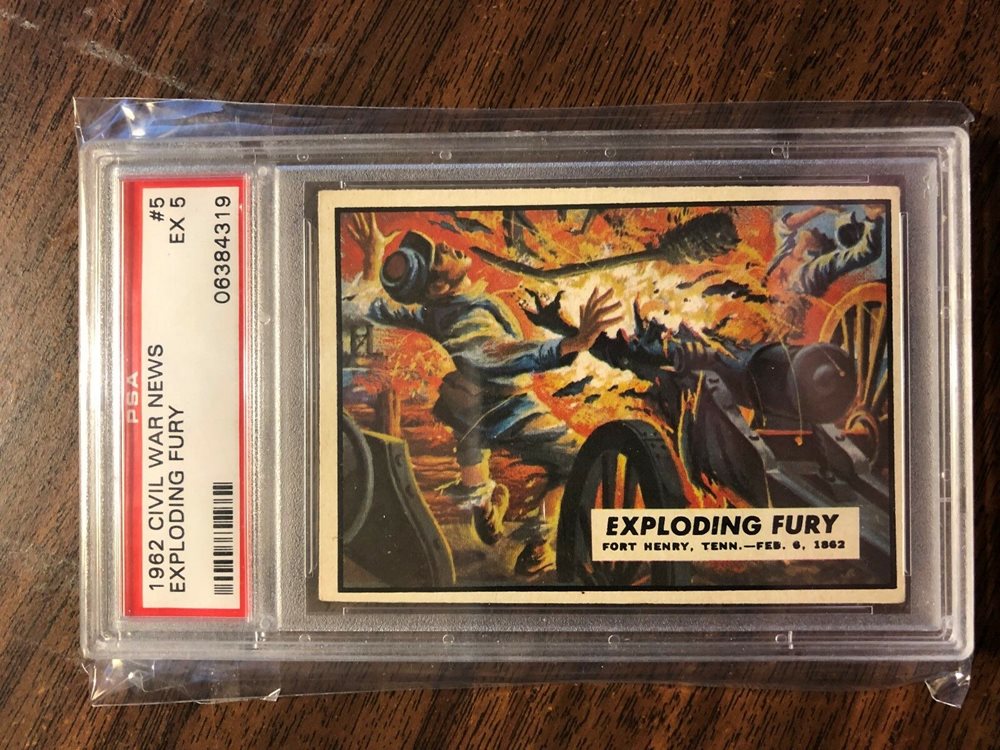 1962 CIVIL WAR NEWS #5
EXPLODING FURY EX 5
06384319
PSA
EXPLODING FURY
FORT HENRY, TENN.—FEB. 6, 1862